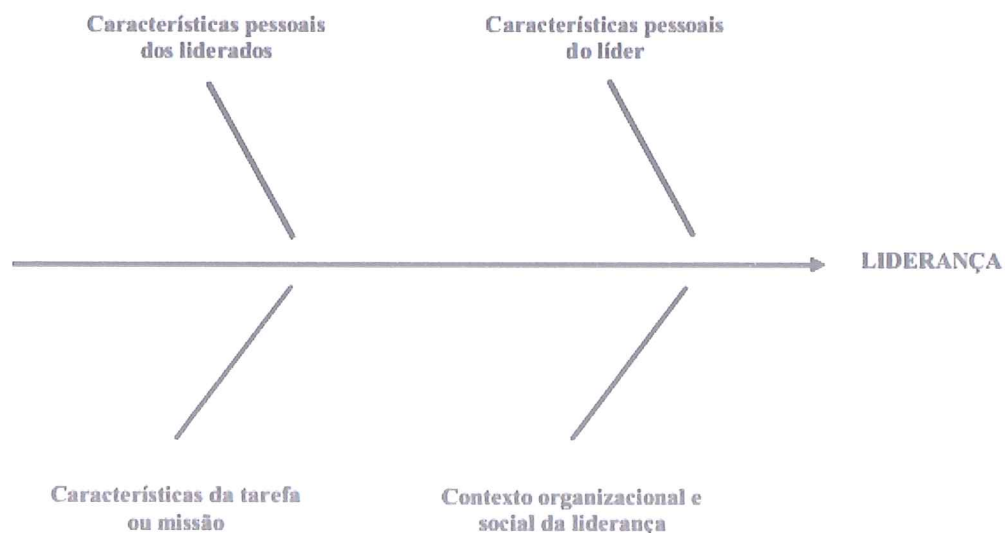 Características pessoais
dos liderados
Características pessoais
do líder
LIDERANÇA
Características da tarefa
ou missão
Contexto organizacional e
social da liderança